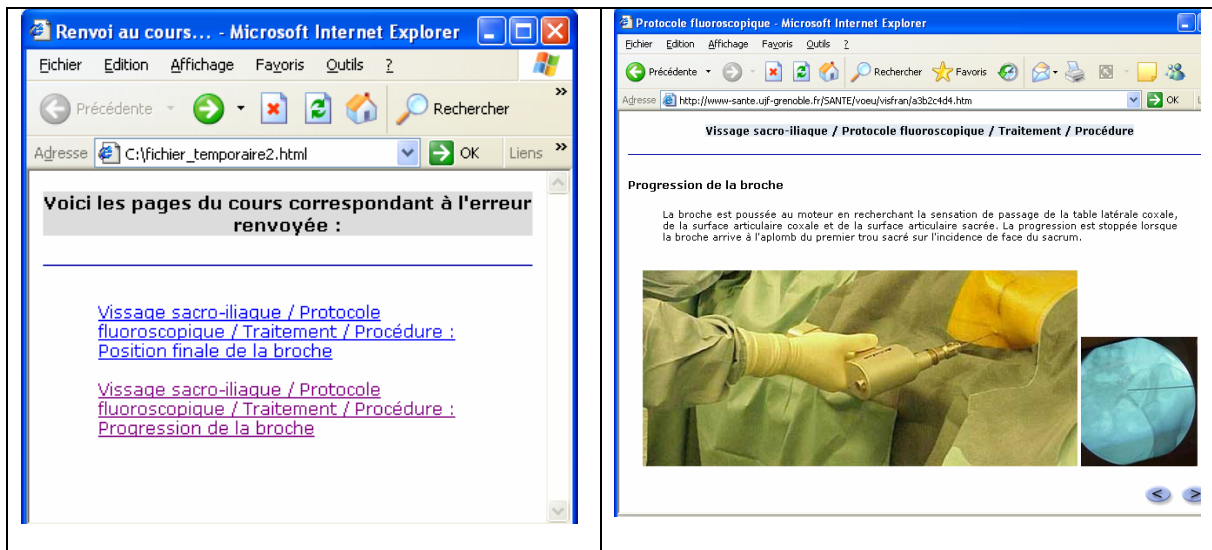 Renvoi au cours... - Microsoft Internet Explorer
Fichier Edition Affichage Favoris Outils ?
Précédente Rechercher »
Adresse C:\fichier_temporaire2.html OK Liens »
Voici les pages du cours correspondant à l'erreur
renvoyée :
Vissage sacro-iliaque / Protocole
fluoroscopique / Traitement / Procédure :
Position finale de la broche
Vissage sacro-iliaque / Protocole
fluoroscopique / Traitement / Procédure :
Progression de la broche
Protocole fluoroscopique - Microsoft Internet Explorer
Fichier Edition Affichage Favoris Outils ?
Précédente Rechercher Favoris
Adresse http://www-sante.ujf-grenoble.fr/SANTE/voeu/visfran/a3b2c4d4.htm OK
Vissage sacro-iliaque / Protocole fluoroscopique / Traitement / Procédure
Progression de la broche
La broche est poussée au moteur en recherchant la sensation de passage de la table latérale coxale,
de la surface articulaire coxale et de la surface articulaire sacrée. La progression est stoppée lorsque
la broche arrive à l'aplomb du premier trou sacré sur l'incidence de face du sacrum.
< >